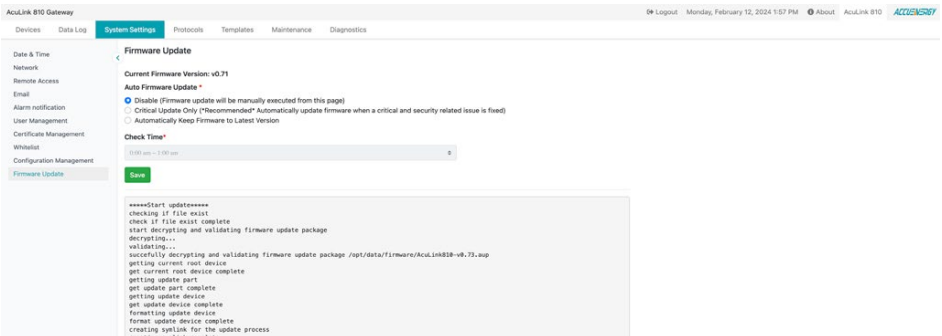 AcuLink 810 Gateway
Logout Monday, February 12, 2024 1:57 PM About AcuLink 810 ACCUENERGY
Devices Data Log System Settings Protocols Templates Maintenance Diagnostics
Date & Time
Network
Remote Access
Email
Alarm notification
User Management
Certificate Management
Whitelist
Configuration Management
Firmware Update
Firmware Update
Current Firmware Version: v0.71
Auto Firmware Update *
Disable (Firmware update will be manually executed from this page)
Critical Update Only (*Recommended* Automatically update firmware when a critical and security related issue is fixed)
Automatically Keep Firmware to Latest Version
Check Time*
0:00 am ~ 1:00 am
Save
=====Start update=====
checking if file exist
check if file exist complete
start decrypting and validating firmware update package
decrypting...
validating...
succefully decrypting and validating firmware update package /opt/data/firmware/AcuLink810-v0.73.aup
getting current root device
get current root device complete
getting update part
get update part complete
getting update device
get update device complete
formatting update device
format update device complete
creating symlink for the update process